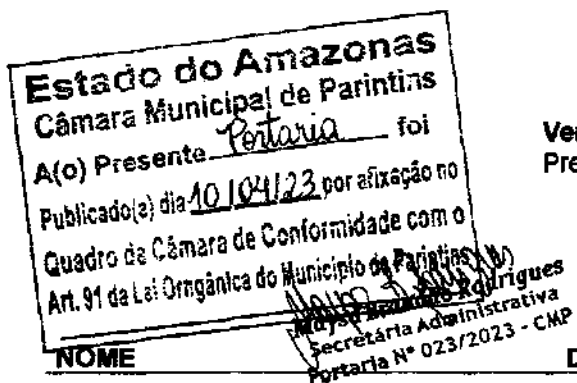 Estado do Amazonas
Câmara Municipal de Parintins
A(o) Presente Portaria foi
Publicado(a) dia 10/04/23 por afixação no
Quadro da Câmara de Conformidade com o
Art. 91 da Lei Orngânica do Município de Parintins
Rodrigues
Secretária Administrativa
Portaria N° 023/2023 - CMP
Ver
Pre
NOME
D